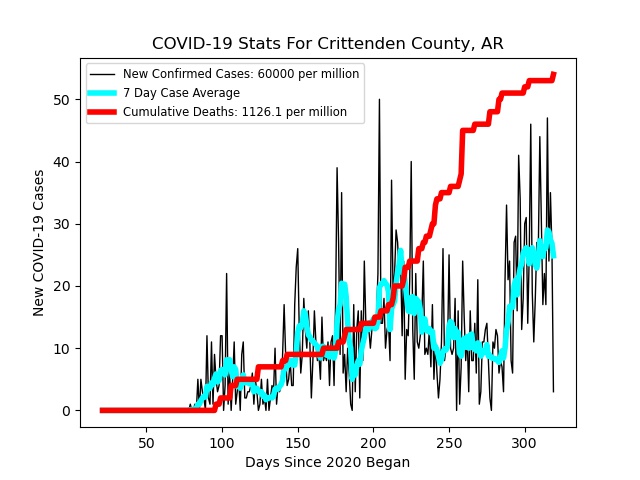 COVID-19 Stats For Crittenden County, AR
New Confirmed Cases: 60000 per million
7 Day Case Average
Cumulative Deaths: 1126.1 per million
50
40
30
20
10
0
New COVID-19 Cases
50 100 150 200 250 300
Days Since 2020 Began